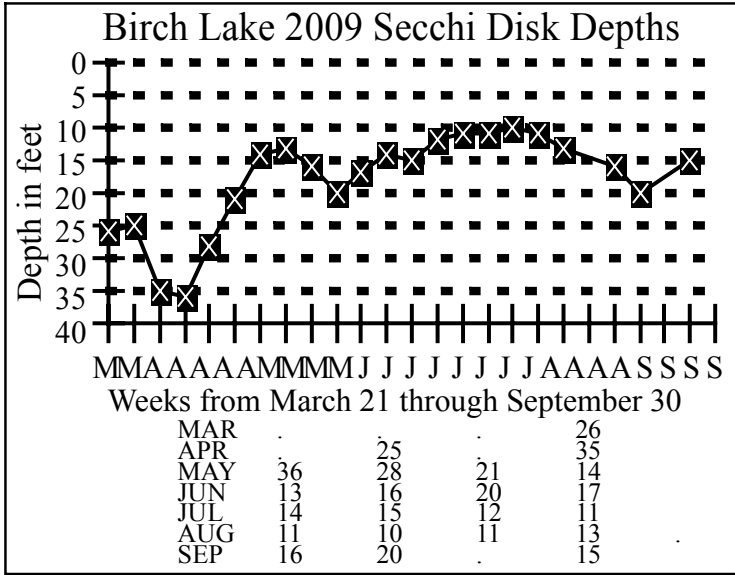 Birch Lake 2009 Secchi Disk Depths
Depth in feet
0
5
10
15
20
25
30
35
40
MMAAAAMMMMJ J J J J J J AAAAS S S S
Weeks from March 21 through September 30
MAR . . . 26
APR . 25 . 35
MAY 36 28 21 14
JUN 13 16 20 17
JUL 14 15 12 11
AUG 11 10 11 13 .
SEP 16 20 . 15